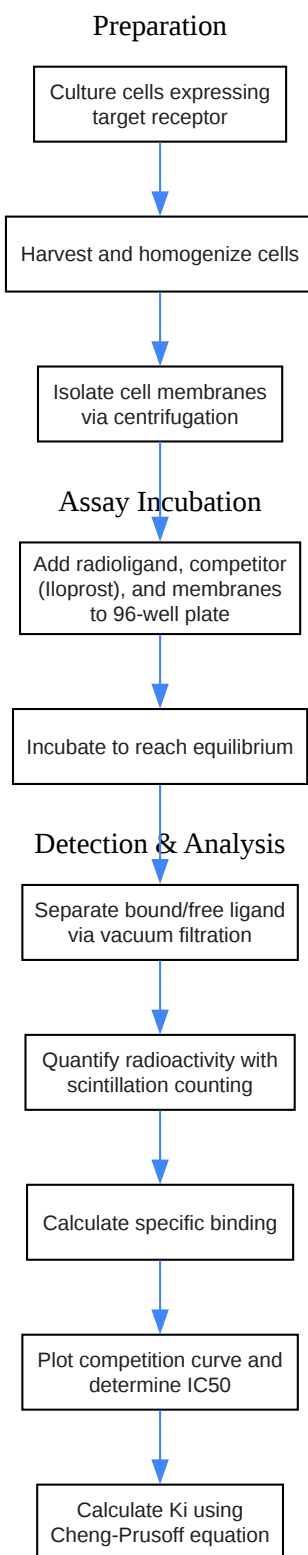 Preparation
Culture cells expressing
target receptor
Harvest and homogenize cells
Isolate cell membranes
via centrifugation
Assay Incubation
Add radioligand, competitor
(Iloprost), and membranes
to 96-well plate
Incubate to reach equilibrium
Detection & Analysis
Separate bound/free ligand
via vacuum filtration
Quantify radioactivity with
scintillation counting
Calculate specific binding
Plot competition curve and
determine IC50
Calculate Ki using
Cheng-Prusoff equation